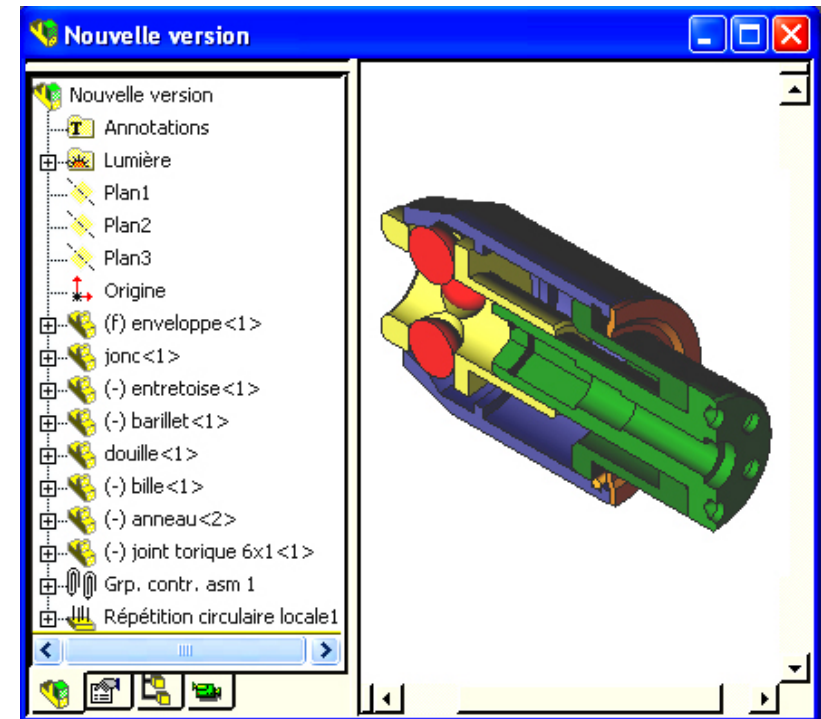 Nouvelle version
Nouvelle version
T Annotations
Lumière
Plan1
Plan2
Plan3
Origine
(f) enveloppe<1>
jonc<1>
(-) entretoise<1>
(-) barillet<1>
douille<1>
(-) bille<1>
(-) anneau<2>
(-) joint torique 6x1<1>
Grp. contr. asm 1
Répétition circulaire locale1